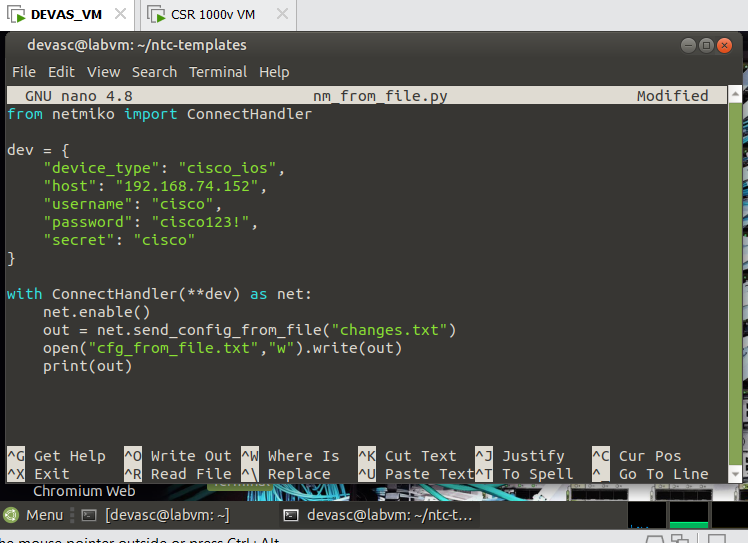 DEVAS_VM
CSR 1000v VM
devasc@labvm: ~/ntc-templates
File Edit View Search Terminal Help
GNU nano 4.8 nm_from_file.py Modified
from netmiko import ConnectHandler
dev = {
    "device_type": "cisco_ios",
    "host": "192.168.74.152",
    "username": "cisco",
    "password": "cisco123!",
    "secret": "cisco"
}
with ConnectHandler(**dev) as net:
    net.enable()
    out = net.send_config_from_file("changes.txt")
    open("cfg_from_file.txt","w").write(out)
    print(out)
^G Get Help ^O Write Out ^W Where Is ^K Cut Text ^J Justify ^C Cur Pos
^X Exit ^R Read File ^\ Replace ^U Paste Text ^T To Spell ^_ Go To Line
Chromium Web
Menu [devasc@labvm: ~] devasc@labvm: ~/ntc-t...
he mouse pointer outside or press Ctrl+Alt.